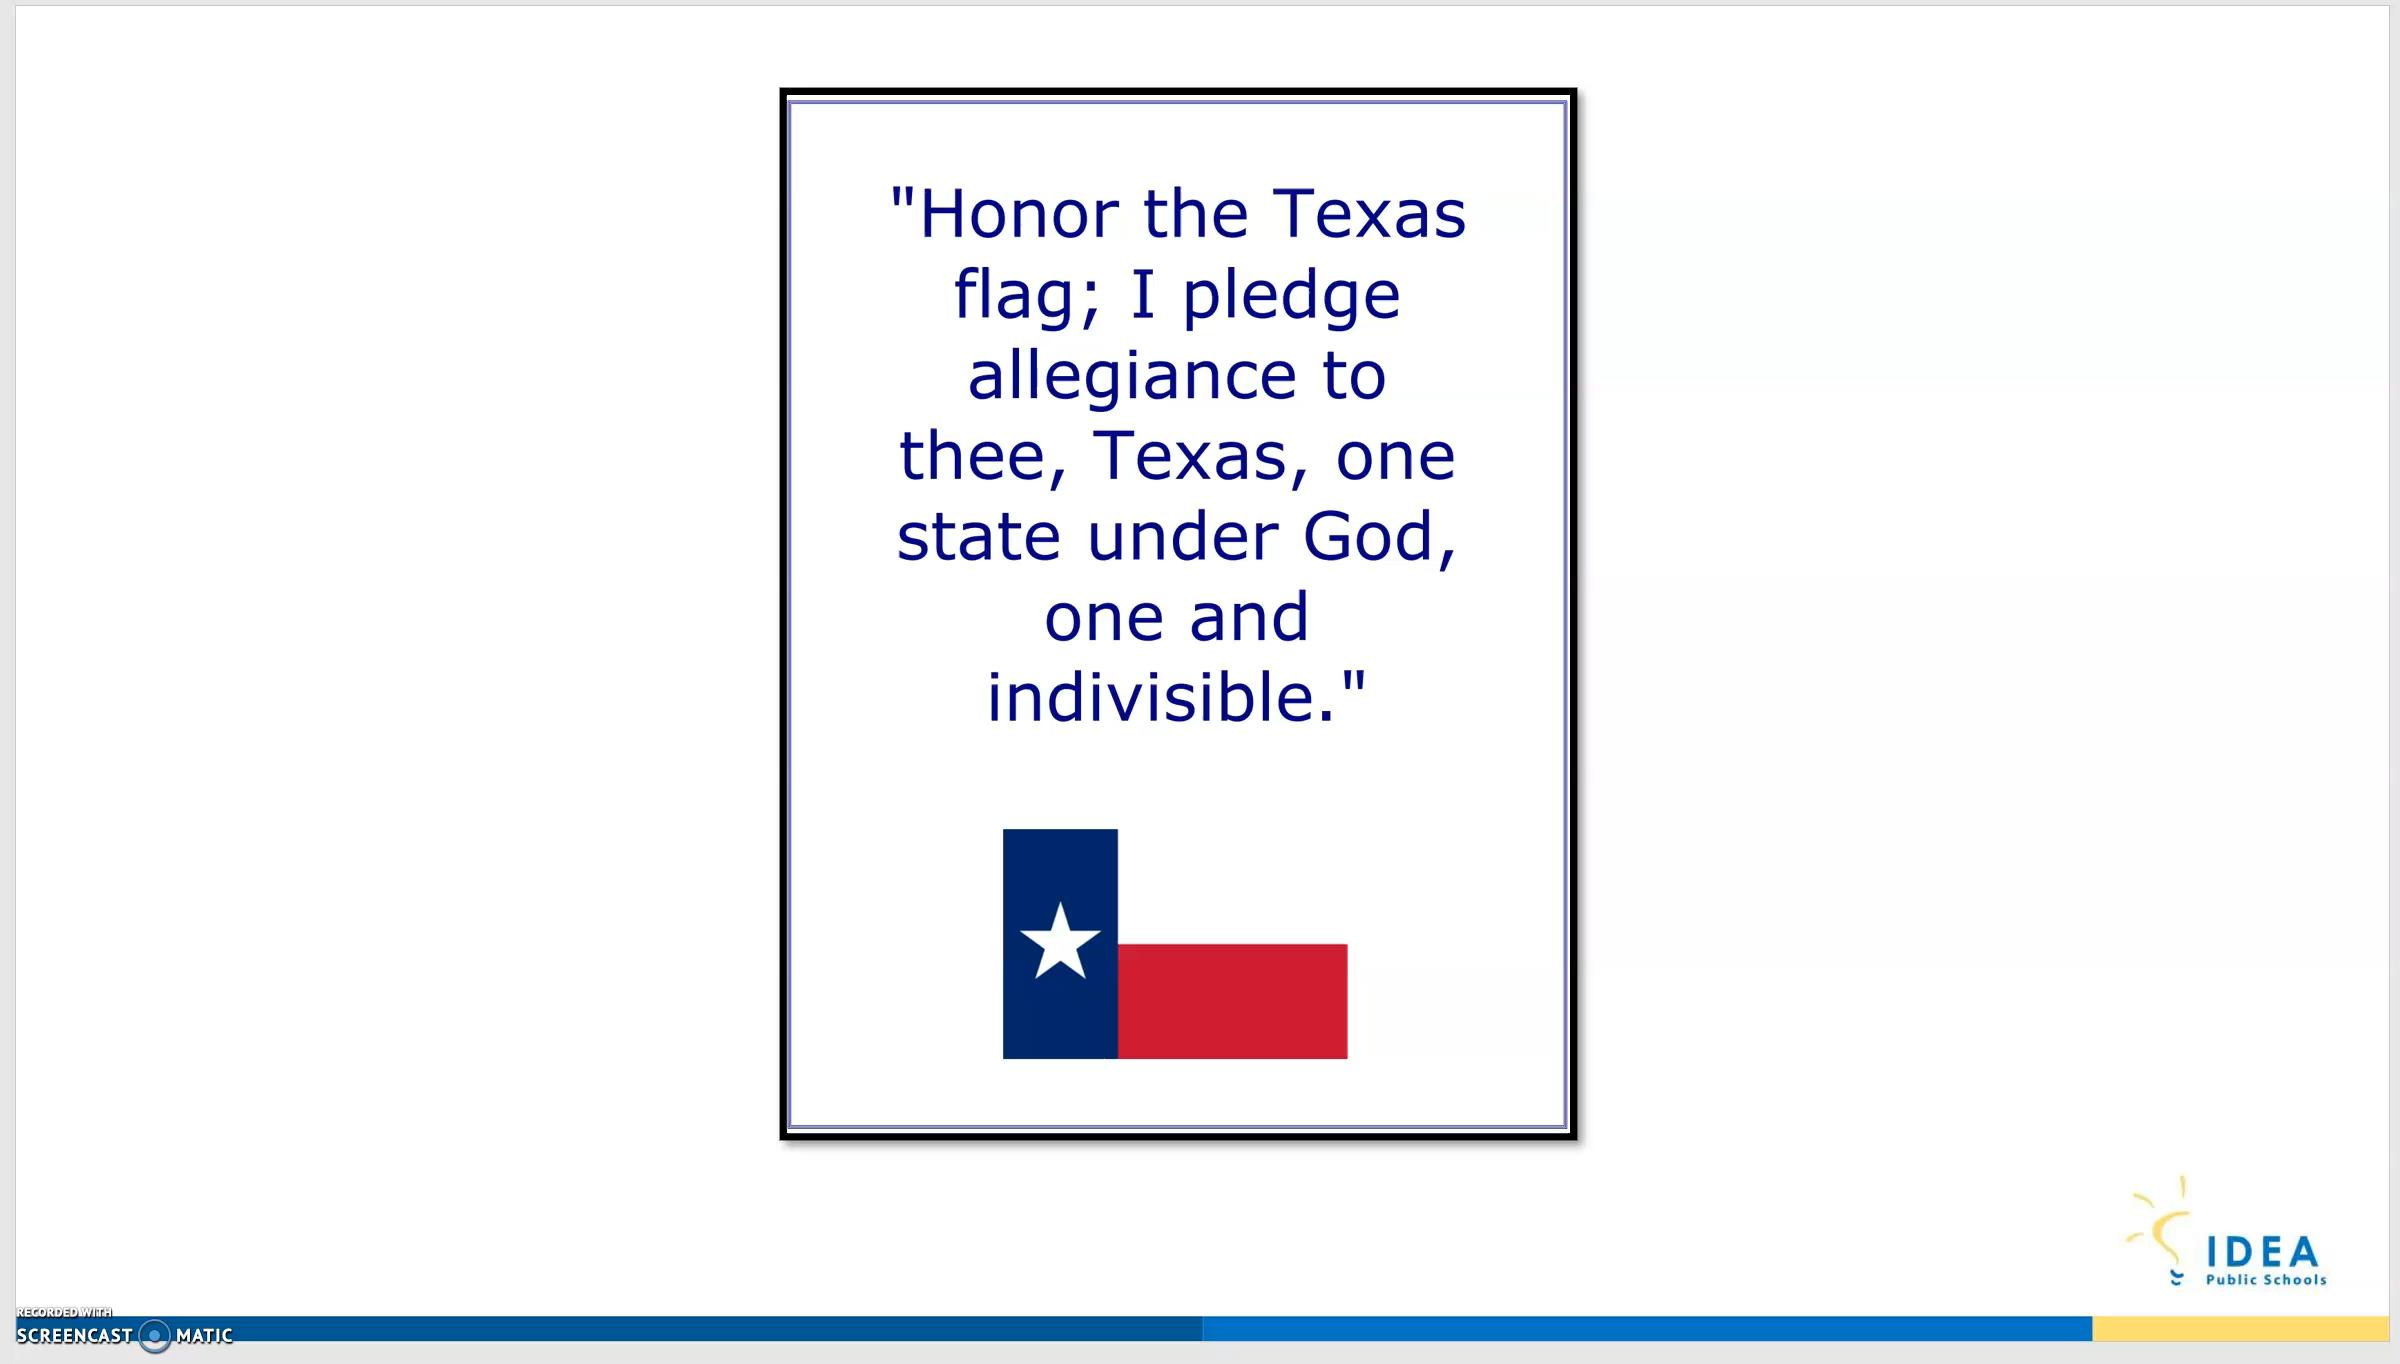 "Honor the Texas
flag; I pledge
allegiance to
thee, Texas, one
state under God,
one and
indivisible."
IDEA
Public Schools
RECORDED WITH
SCREENCAST MATIC